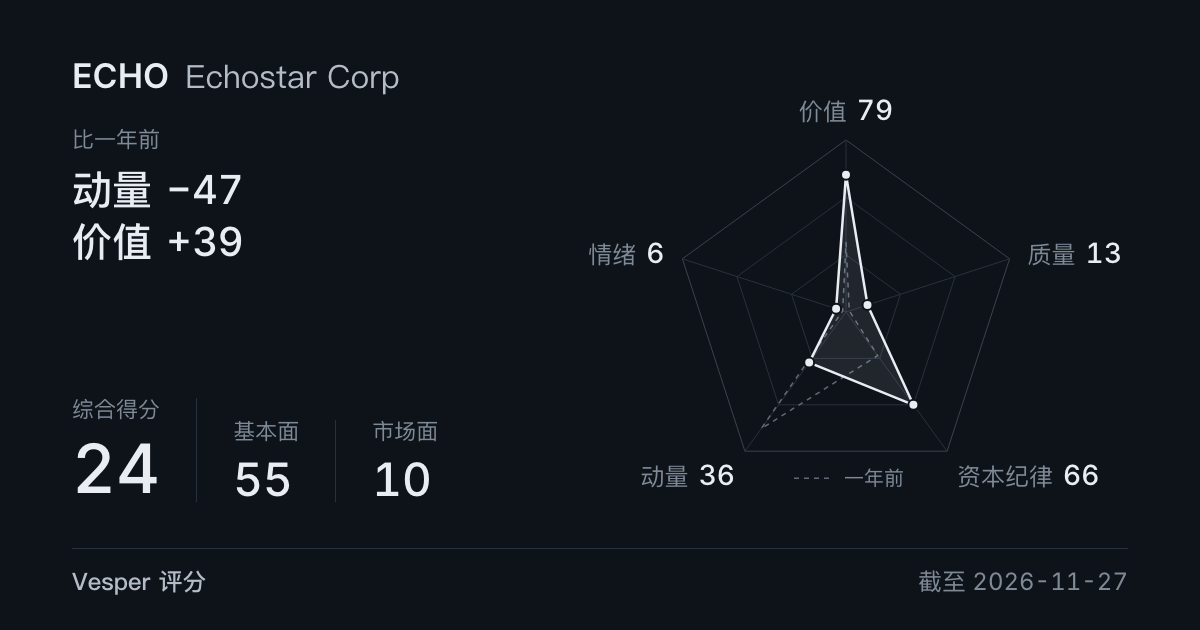 ECHO Echostar Corp
比一年前
动量 −47
价值 +39
价值 79
情绪 6
质量 13
动量 36
一年前
资本纪律 66
综合得分
24
基本面
55
市场面
10
Vesper 评分
截至 2026-11-27